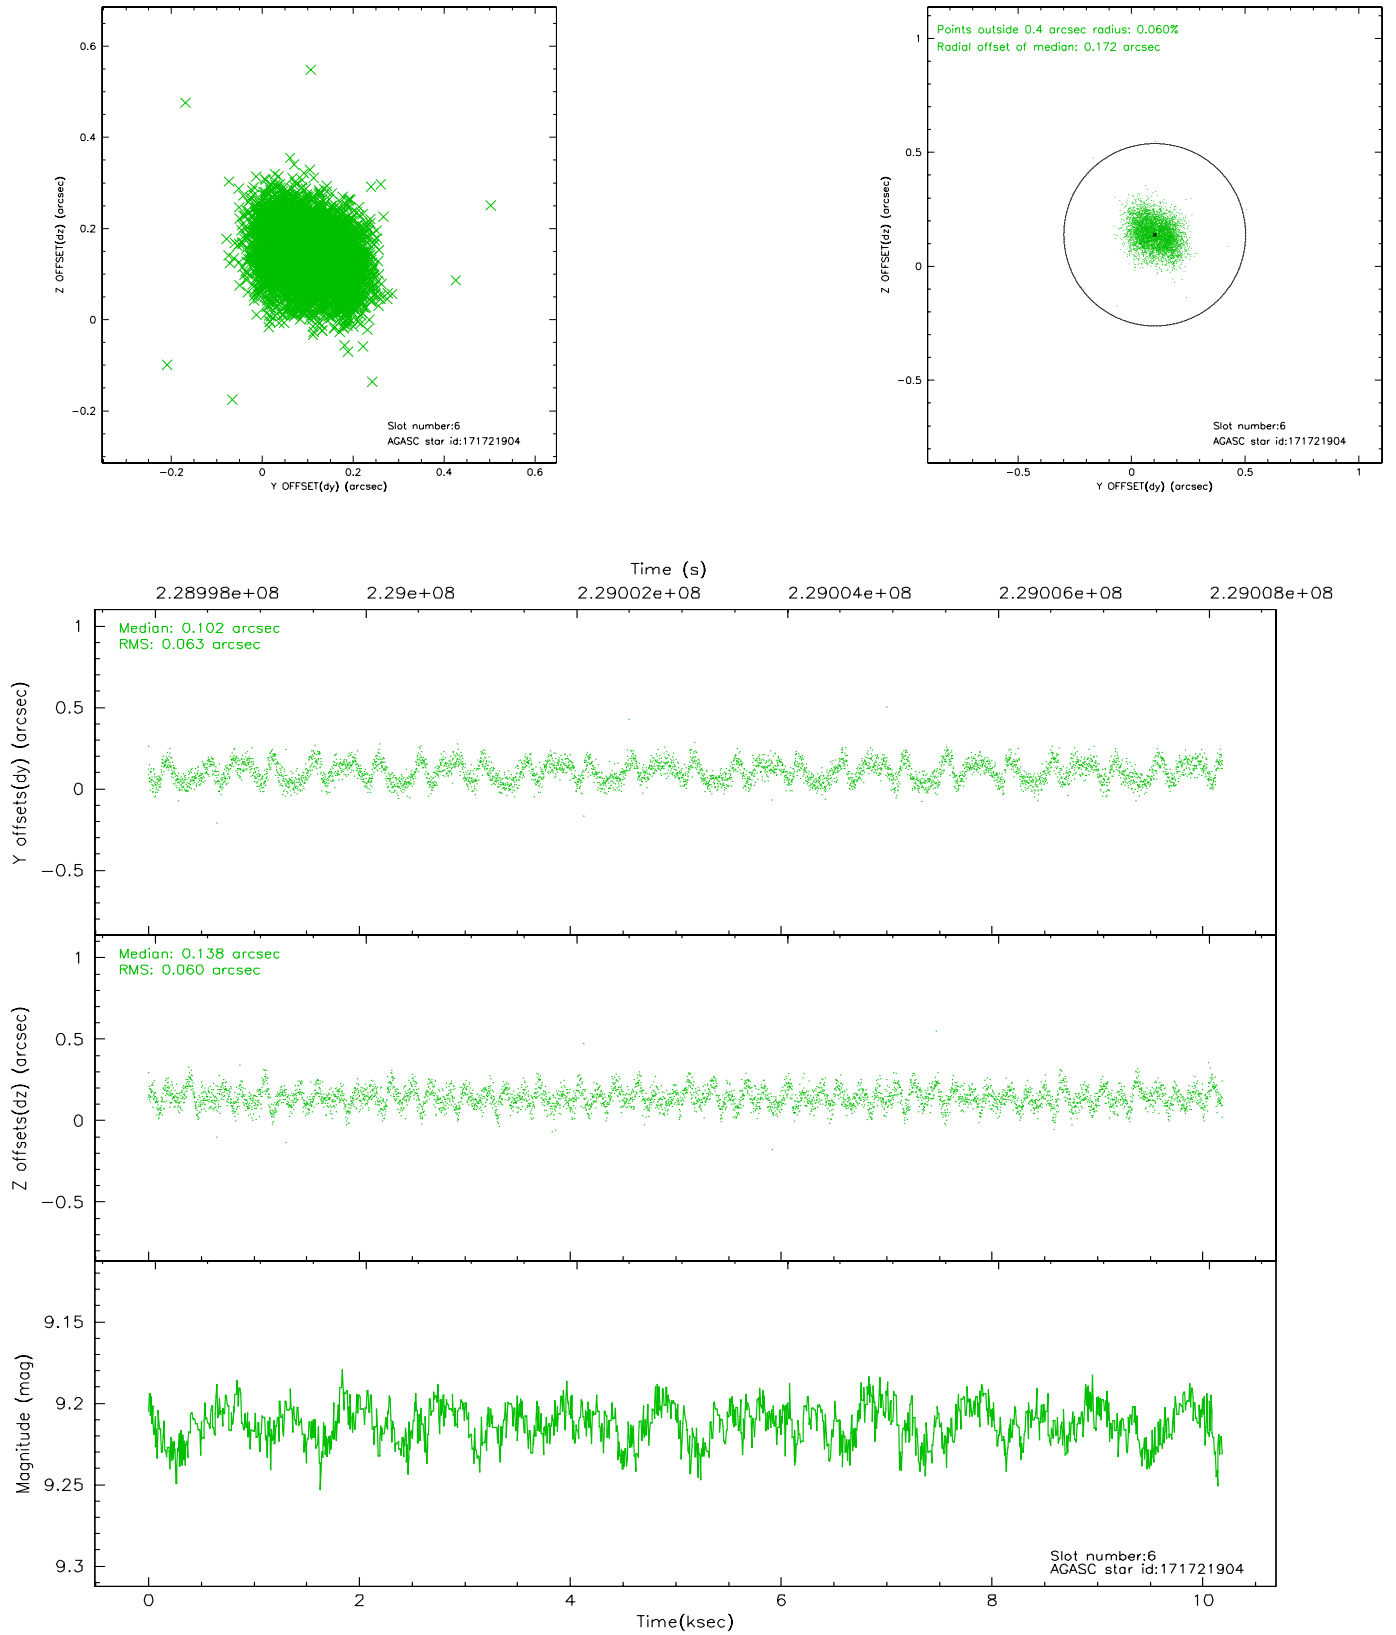 0.6
0.4
0.2
0
−0.2
Z OFFSET(dz) (arcsec)
Slot number:6
AGASC star id:171721904
−0.2 0 0.2 0.4 0.6
Y OFFSET(dy) (arcsec)
Points outside 0.4 arcsec radius: 0.060%
Radial offset of median: 0.172 arcsec
1
0.5
0
−0.5
Z OFFSET(dz) (arcsec)
Slot number:6
AGASC star id:171721904
−0.5 0 0.5 1
Y OFFSET(dy) (arcsec)
Time (s)
2.28998e+08 2.29e+08 2.29002e+08 2.29004e+08 2.29006e+08 2.29008e+08
Median: 0.102 arcsec
RMS: 0.063 arcsec
1
0.5
0
−0.5
Y offsets(dy) (arcsec)
Median: 0.138 arcsec
RMS: 0.060 arcsec
1
0.5
0
−0.5
Z offsets(dz) (arcsec)
9.15
9.2
9.25
9.3
Magnitude (mag)
Slot number:6
AGASC star id:171721904
0 2 4 6 8 10
Time(ksec)